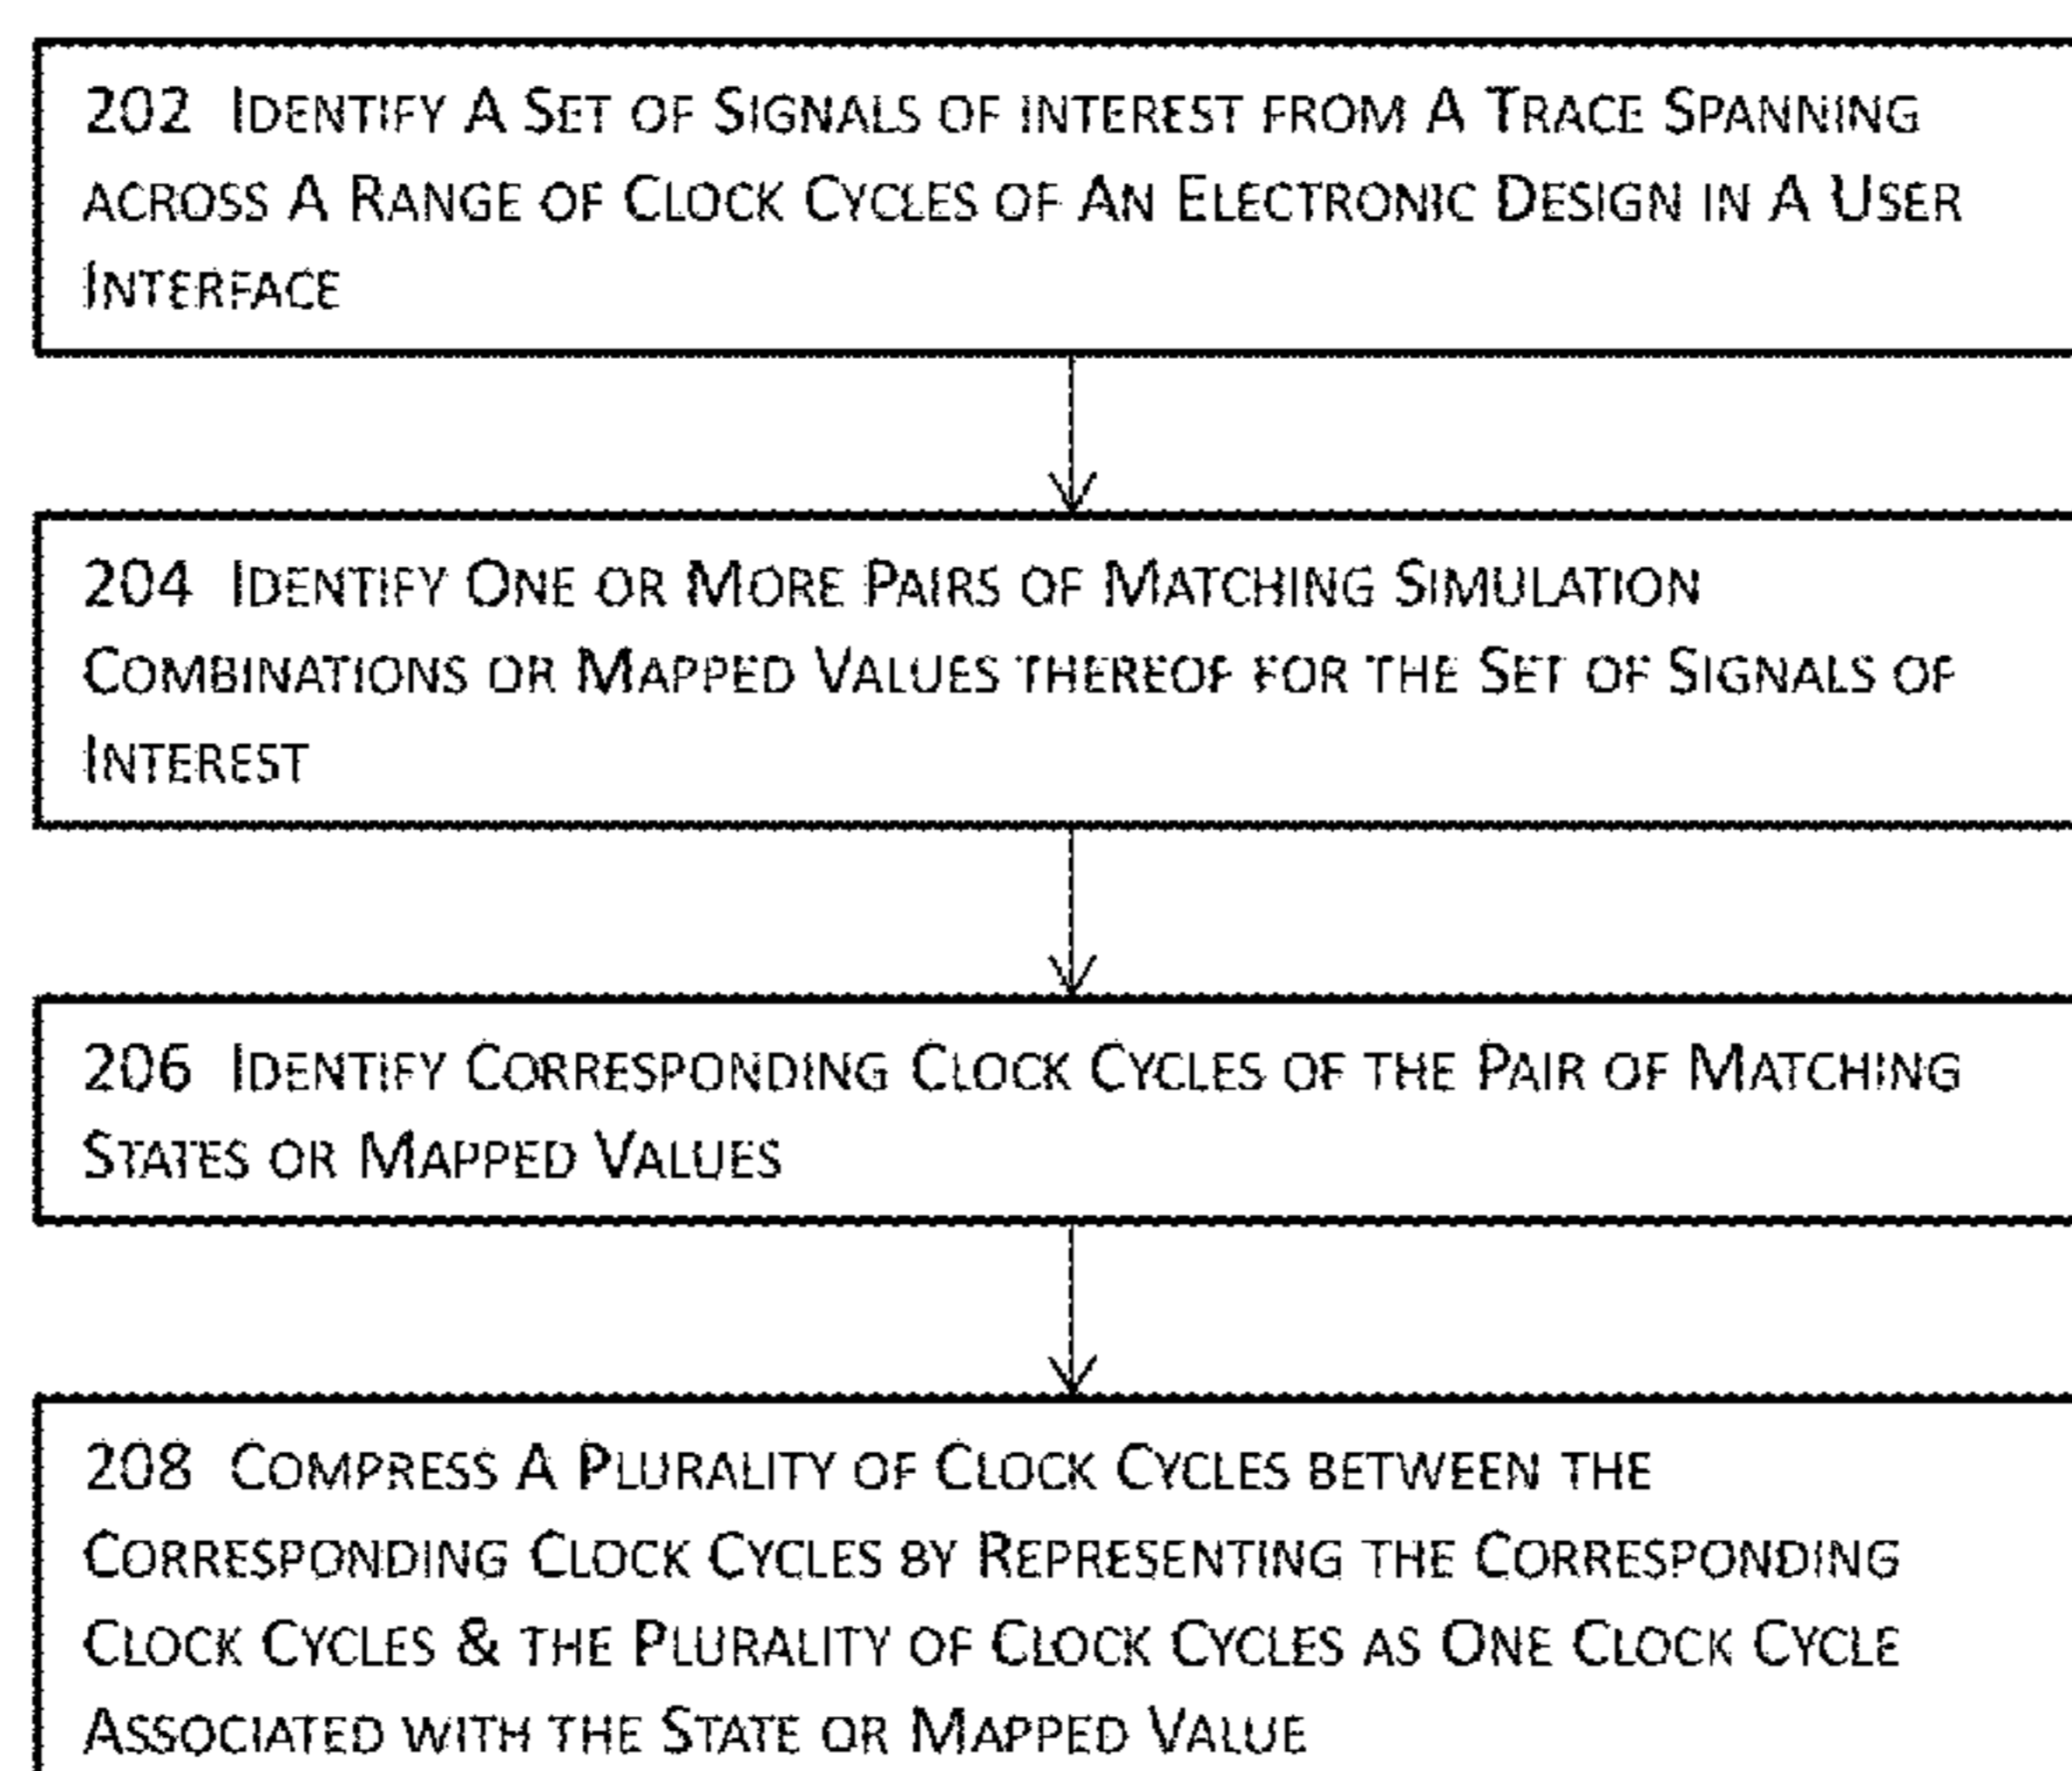 202 Identify A Set of Signals of interest from A Trace Spanning
across A Range of Clock Cycles of An Electronic Design in A User
Interface
204 Identify One or More Pairs of Matching Simulation
Combinations or Mapped Values thereof for the Set of Signals of
Interest
206 Identify Corresponding Clock Cycles of the Pair of Matching
States or Mapped Values
208 Compress A Plurality of Clock Cycles between the
Corresponding Clock Cycles by Representing the Corresponding
Clock Cycles & the Plurality of Clock Cycles as One Clock Cycle
Associated with the State or Mapped Value